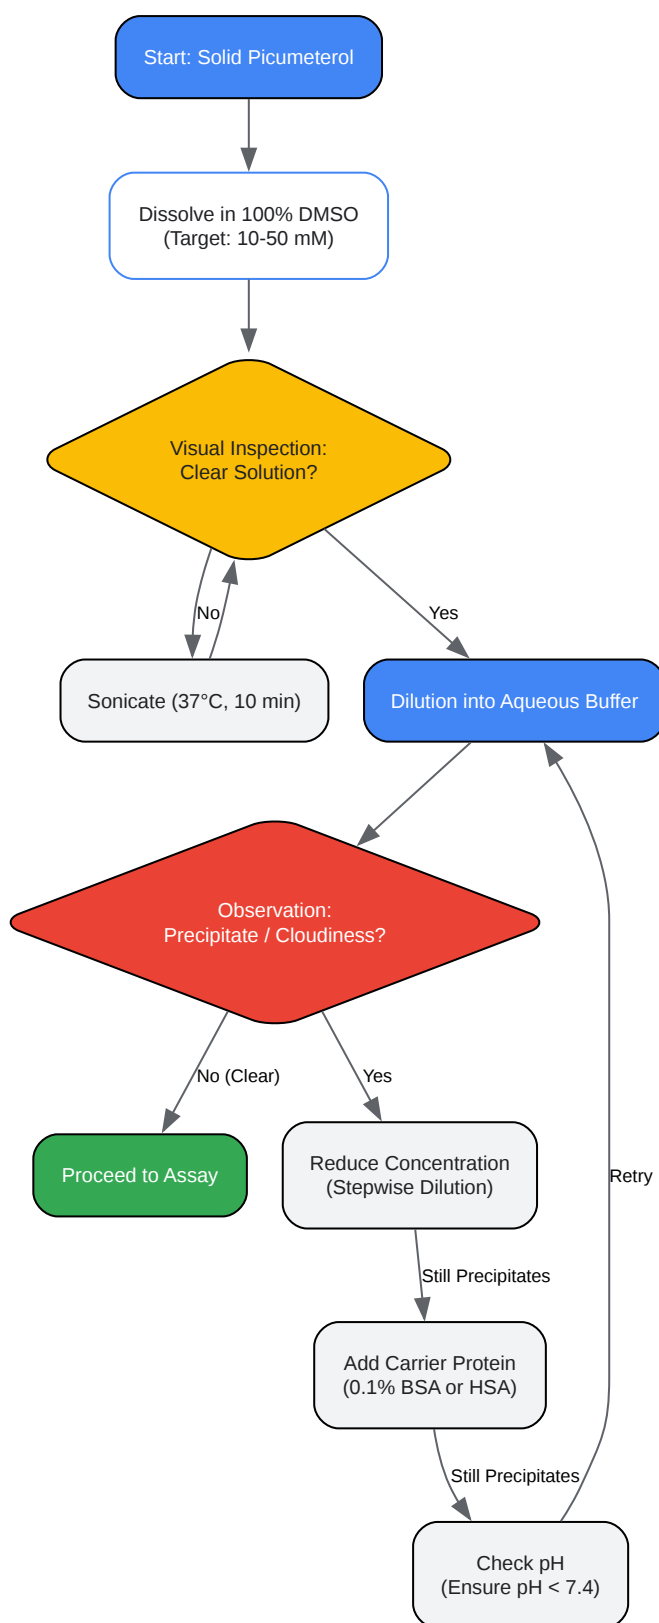 Start: Solid Picumeterol
Dissolve in 100% DMSO
(Target: 10-50 mM)
Visual Inspection:
Clear Solution?
No
Yes
Sonicate (37°C, 10 min)
Dilution into Aqueous Buffer
Observation:
Precipitate / Cloudiness?
No (Clear)
Yes
Proceed to Assay
Reduce Concentration
(Stepwise Dilution)
Retry
Still Precipitates
Add Carrier Protein
(0.1% BSA or HSA)
Still Precipitates
Check pH
(Ensure pH < 7.4)